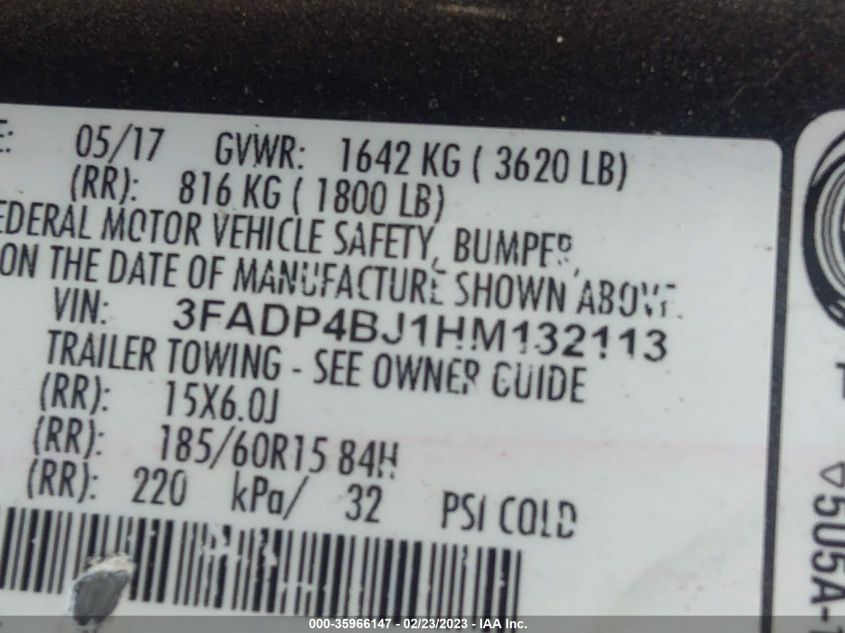 E: 05/17 GVWR: 1642 KG ( 3620 LB)
(RR): 816 KG ( 1800 LB)
EDERAL MOTOR VEHICLE SAFETY, BUMPER,
ON THE DATE OF MANUFACTURE SHOWN ABOVE.
VIN: 3FADP4BJ1HM132113
TRAILER TOWING - SEE OWNER GUIDE
(RR): 15X6.0J
(RR): 185/60R15 84H
(RR): 220 kPa/ 32 PSI COLD
5U5A-1
000-35966147 - 02/23/2023 - IAA Inc.